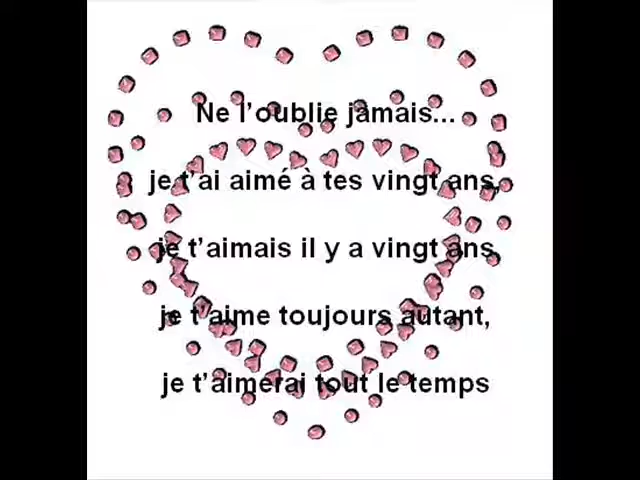 Ne l'oublie jamais...
je t'ai aimé à tes vingt ans,
je t'aimais il y a vingt ans,
je t'aime toujours autant,
je t'aimerai tout le temps